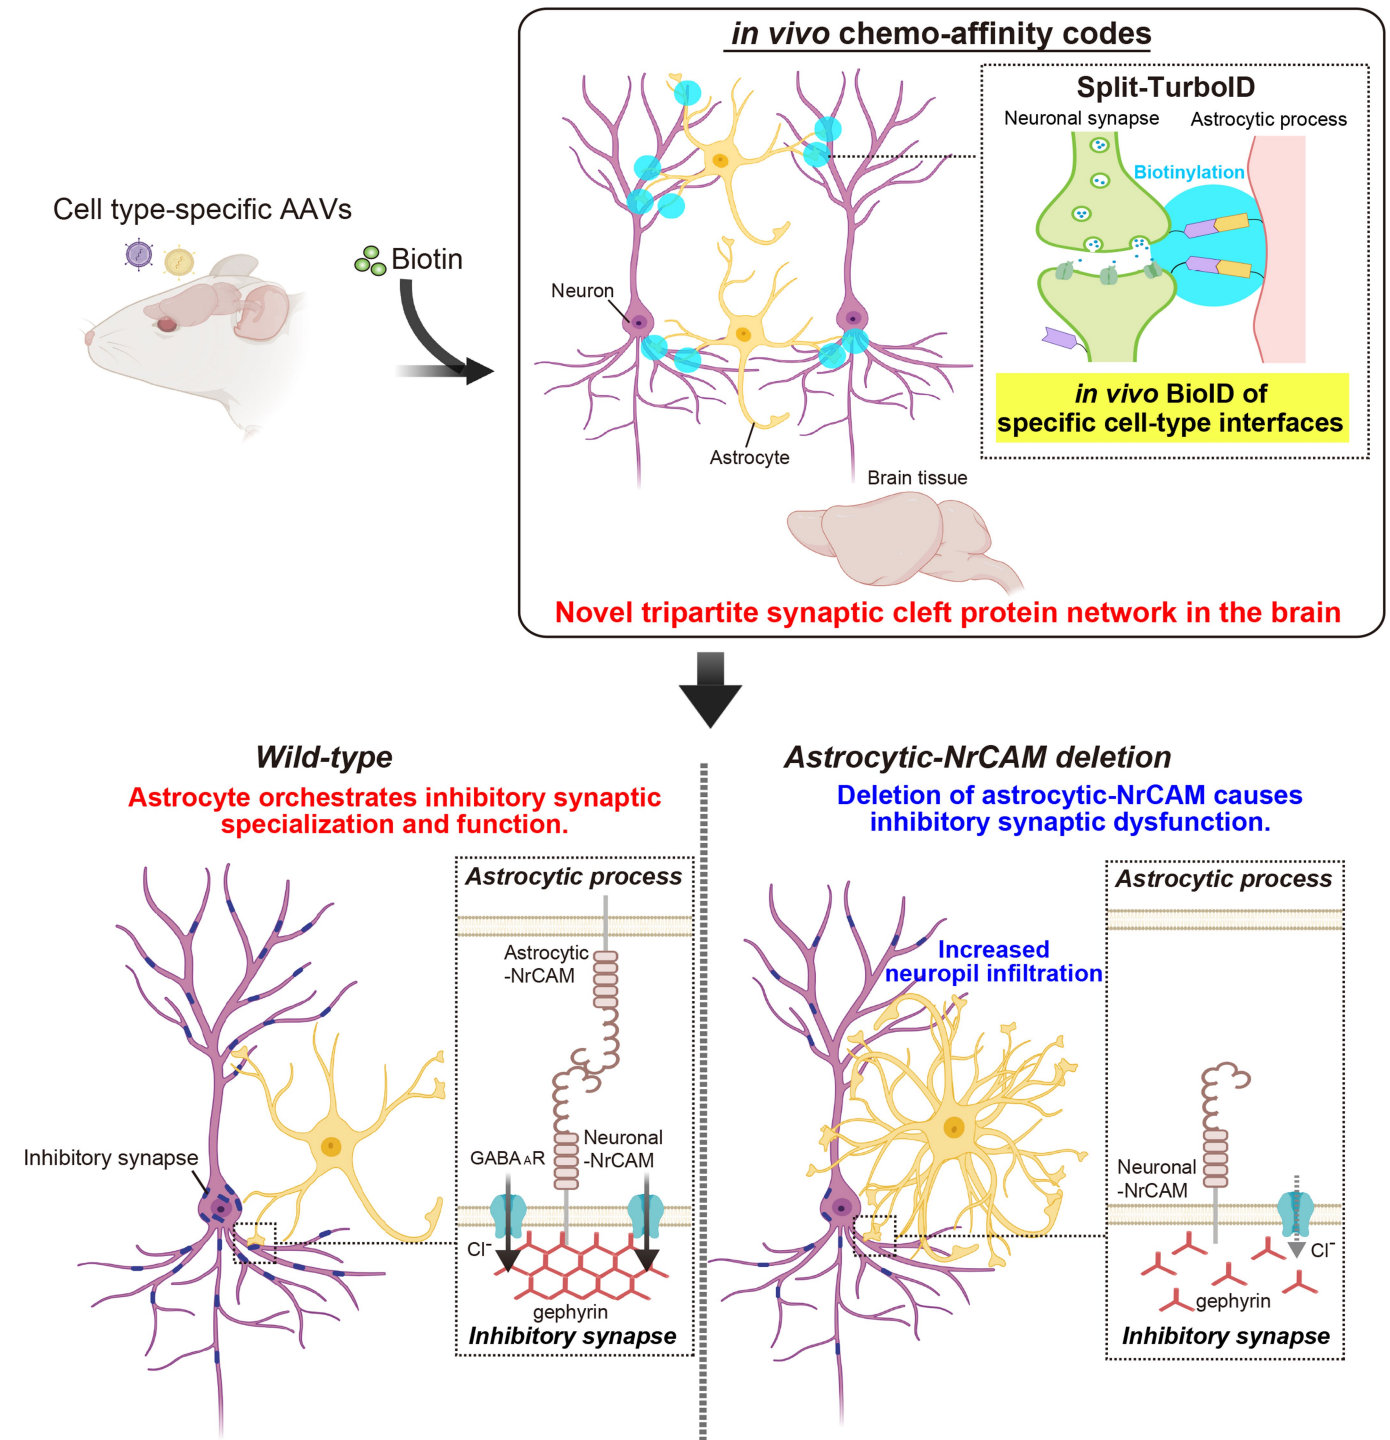 in vivo chemo-affinity codes
Split-TurboID
Neuronal synapse
Astrocytic process
Biotinylation
Cell type-specific AAVs
Biotin
Neuron
Astrocyte
in vivo BioID of
specific cell-type interfaces
Brain tissue
Novel tripartite synaptic cleft protein network in the brain
Wild-type
Astrocyte orchestrates inhibitory synaptic
specialization and function.
Astrocytic process
Astrocytic
-NrCAM
Neuronal
-NrCAM
GABAAR
Inhibitory synapse
Cl-
gephyrin
Inhibitory synapse
Astrocytic-NrCAM deletion
Deletion of astrocytic-NrCAM causes
inhibitory synaptic dysfunction.
Increased
neuropil infiltration
Astrocytic process
Neuronal
-NrCAM
Cl-
gephyrin
Inhibitory synapse